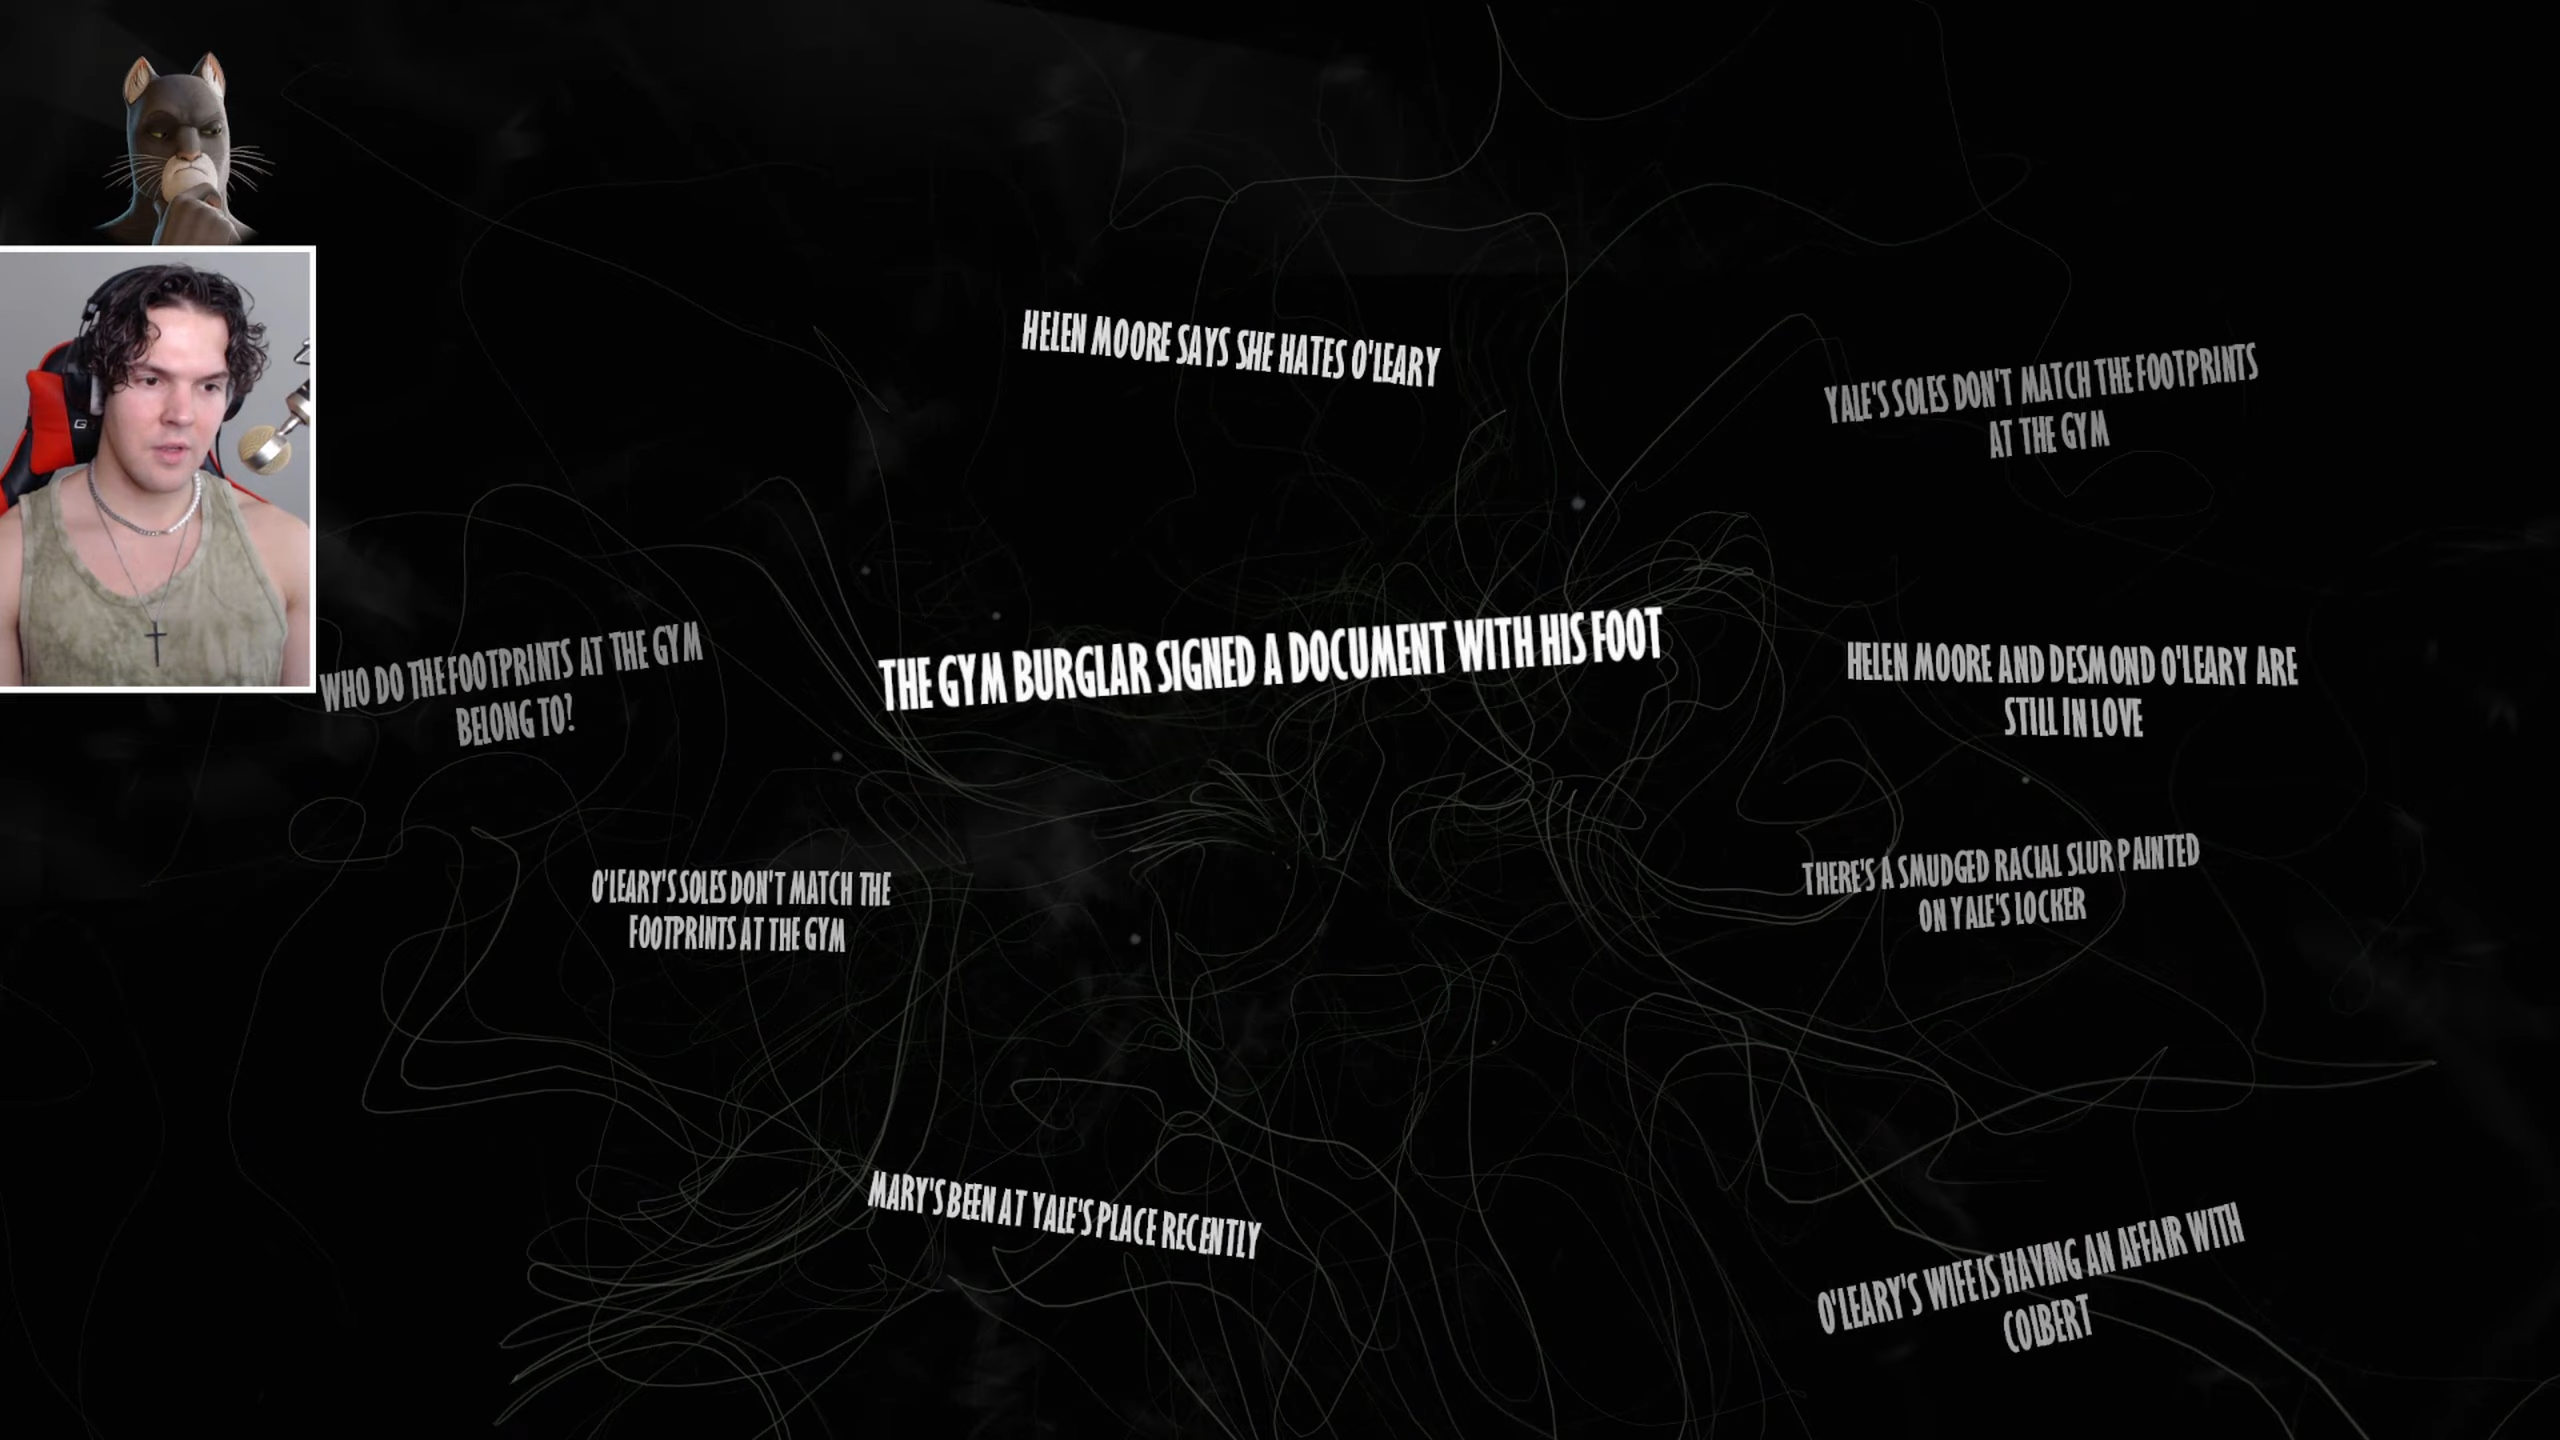 HELEN MOORE SAYS SHE HATES O'LEARY
YALE'S SOLES DON'T MATCH THE FOOTPRINTS
AT THE GYM
THE GYM BURGLAR SIGNED A DOCUMENT WITH HIS FOOT
WHO DO THE FOOTPRINTS AT THE GYM
BELONG TO?
HELEN MOORE AND DESMOND O'LEARY ARE
STILL IN LOVE
O'LEARY'S SOLES DON'T MATCH THE
FOOTPRINTS AT THE GYM
THERE'S A SMUDGED RACIAL SLUR PAINTED
ON YALE'S LOCKER
MARY'S BEEN AT YALE'S PLACE RECENTLY
O'LEARY'S WIFE IS HAVING AN AFFAIR WITH
COLBERT